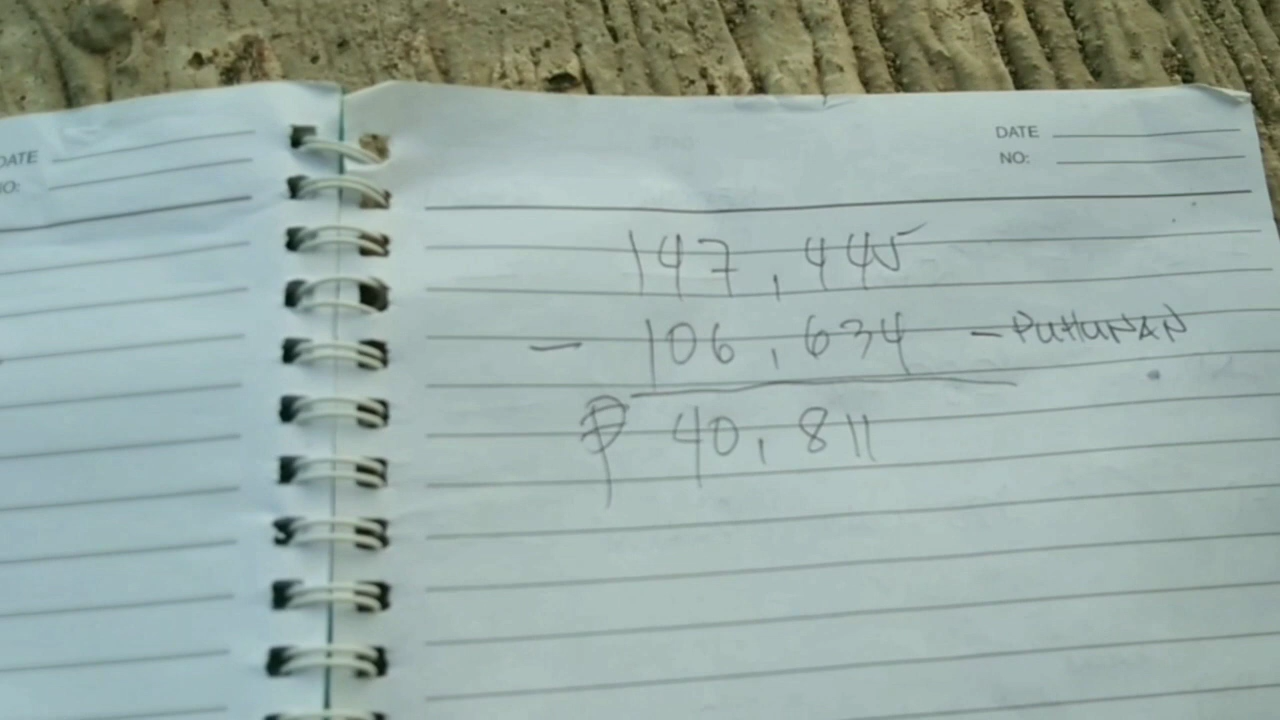 DATE
NO:
DATE
NO:
147,445
- 106,634 - PUHUNAN
₱ 40,811